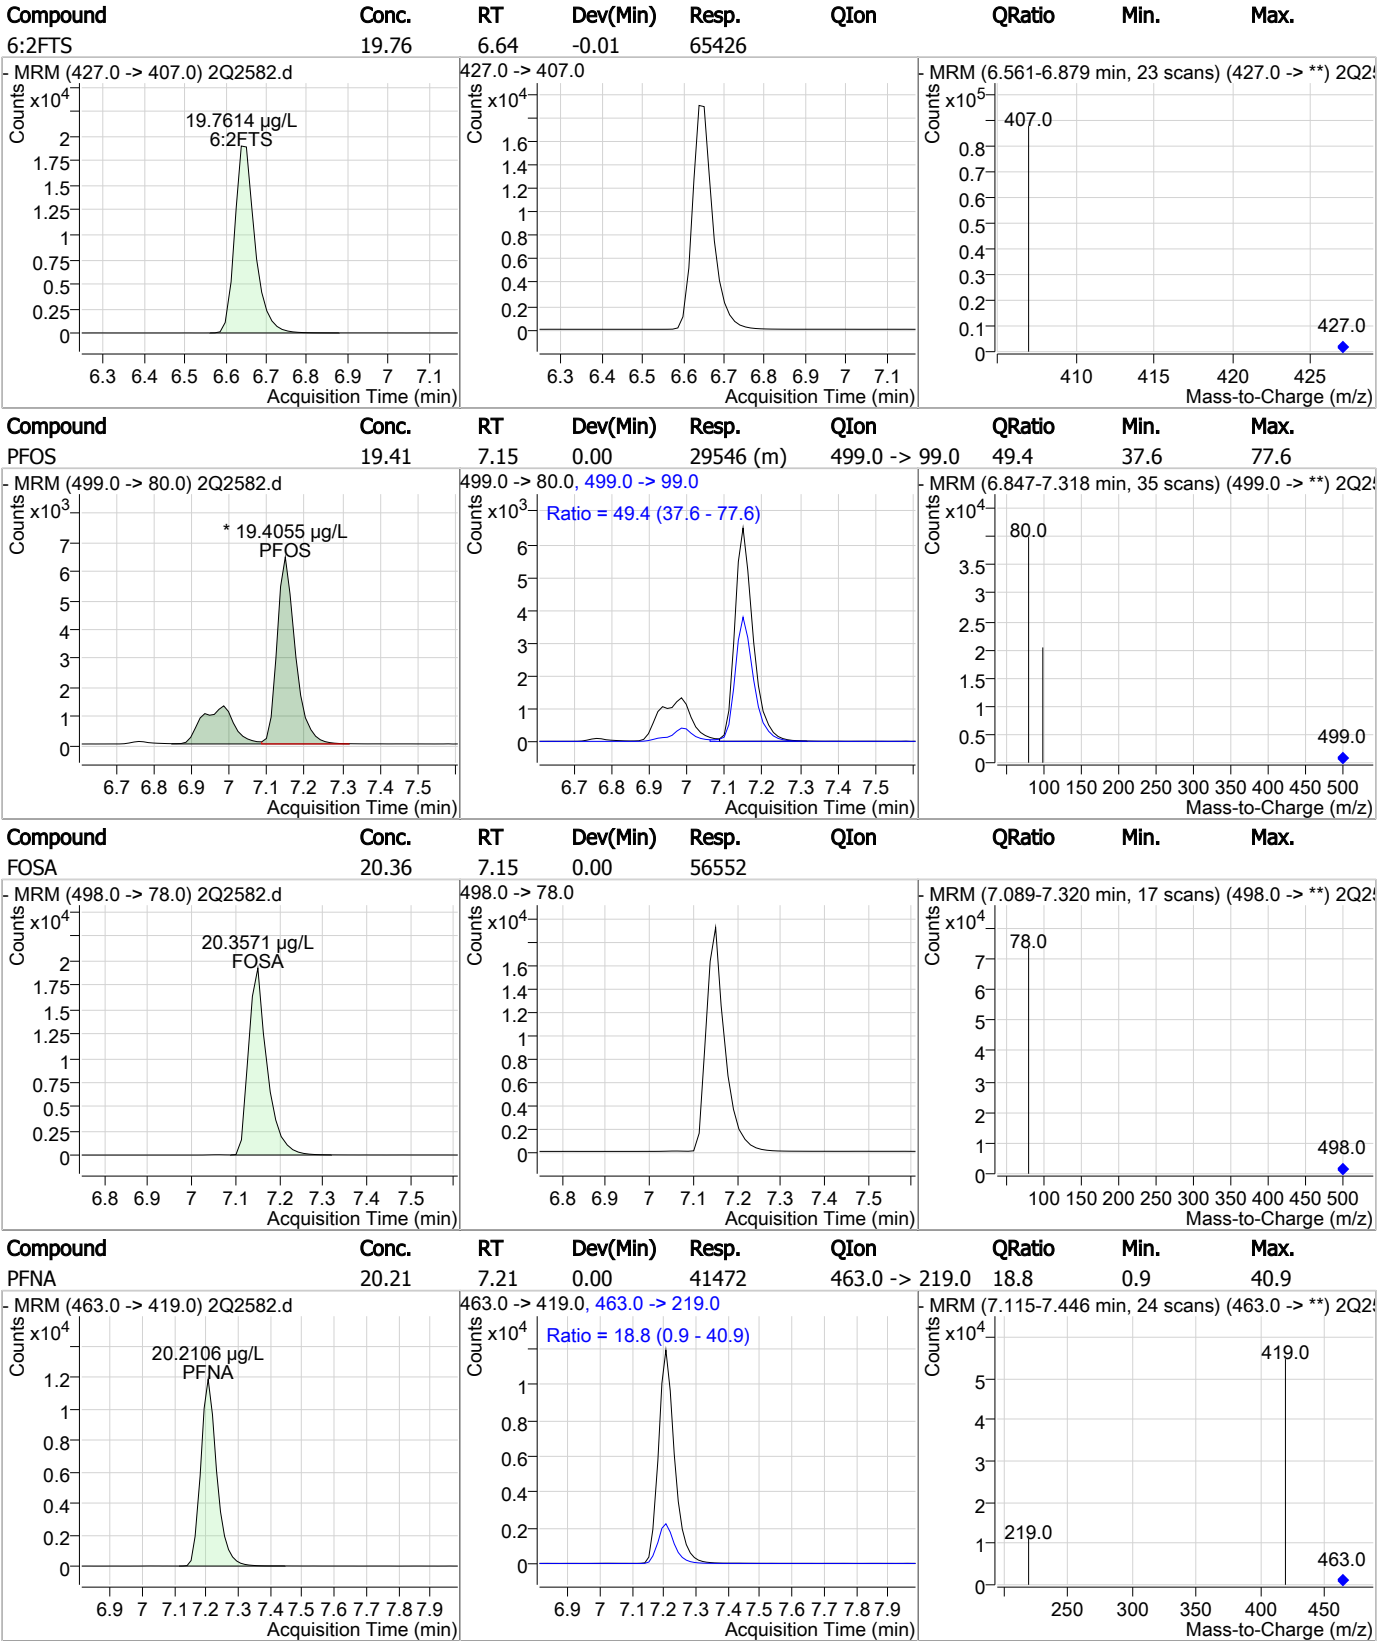 Compound Conc. RT Dev(Min) Resp. QIon QRatio Min. Max.
6:2FTS 19.76 6.64 -0.01 65426
- MRM (427.0 -> 407.0) 2Q2582.d
Counts
x10⁴
19.7614 µg/L
6:2FTS
2
1.75
1.5
1.25
1
0.75
0.5
0.25
0
6.3 6.4 6.5 6.6 6.7 6.8 6.9 7 7.1
Acquisition Time (min)
427.0 -> 407.0
Counts
x10⁴
1.6
1.4
1.2
1
0.8
0.6
0.4
0.2
0
6.3 6.4 6.5 6.6 6.7 6.8 6.9 7 7.1
Acquisition Time (min)
- MRM (6.561-6.879 min, 23 scans) (427.0 -> **) 2Q25
Counts
x10⁵
407.0
0.8
0.7
0.6
0.5
0.4
0.3
0.2
0.1
0
427.0
410 415 420 425
Mass-to-Charge (m/z)
Compound Conc. RT Dev(Min) Resp. QIon QRatio Min. Max.
PFOS 19.41 7.15 0.00 29546 (m) 499.0 -> 99.0 49.4 37.6 77.6
- MRM (499.0 -> 80.0) 2Q2582.d
Counts
x10³
* 19.4055 µg/L
PFOS
7
6
5
4
3
2
1
0
6.7 6.8 6.9 7 7.1 7.2 7.3 7.4 7.5
Acquisition Time (min)
499.0 -> 80.0, 499.0 -> 99.0
Counts
x10³
Ratio = 49.4 (37.6 - 77.6)
6
5
4
3
2
1
0
6.7 6.8 6.9 7 7.1 7.2 7.3 7.4 7.5
Acquisition Time (min)
- MRM (6.847-7.318 min, 35 scans) (499.0 -> **) 2Q25
Counts
x10⁴
80.0
3.5
3
2.5
2
1.5
1
0.5
0
499.0
100 150 200 250 300 350 400 450 500
Mass-to-Charge (m/z)
Compound Conc. RT Dev(Min) Resp. QIon QRatio Min. Max.
FOSA 20.36 7.15 0.00 56552
- MRM (498.0 -> 78.0) 2Q2582.d
Counts
x10⁴
20.3571 µg/L
FOSA
2
1.75
1.5
1.25
1
0.75
0.5
0.25
0
6.8 6.9 7 7.1 7.2 7.3 7.4 7.5
Acquisition Time (min)
498.0 -> 78.0
Counts
x10⁴
1.6
1.4
1.2
1
0.8
0.6
0.4
0.2
0
6.8 6.9 7 7.1 7.2 7.3 7.4 7.5
Acquisition Time (min)
- MRM (7.089-7.320 min, 17 scans) (498.0 -> **) 2Q25
Counts
x10⁴
78.0
7
6
5
4
3
2
1
0
498.0
100 150 200 250 300 350 400 450 500
Mass-to-Charge (m/z)
Compound Conc. RT Dev(Min) Resp. QIon QRatio Min. Max.
PFNA 20.21 7.21 0.00 41472 463.0 -> 219.0 18.8 0.9 40.9
- MRM (463.0 -> 419.0) 2Q2582.d
Counts
x10⁴
20.2106 µg/L
PFNA
1.2
1
0.8
0.6
0.4
0.2
0
6.9 7 7.1 7.2 7.3 7.4 7.5 7.6 7.7 7.8 7.9
Acquisition Time (min)
463.0 -> 419.0, 463.0 -> 219.0
Counts
x10⁴
Ratio = 18.8 (0.9 - 40.9)
1
0.8
0.6
0.4
0.2
0
6.9 7 7.1 7.2 7.3 7.4 7.5 7.6 7.7 7.8 7.9
Acquisition Time (min)
- MRM (7.115-7.446 min, 24 scans) (463.0 -> **) 2Q25
Counts
x10⁴
419.0
5
4
3
2
219.0
1
0
463.0
250 300 350 400 450
Mass-to-Charge (m/z)